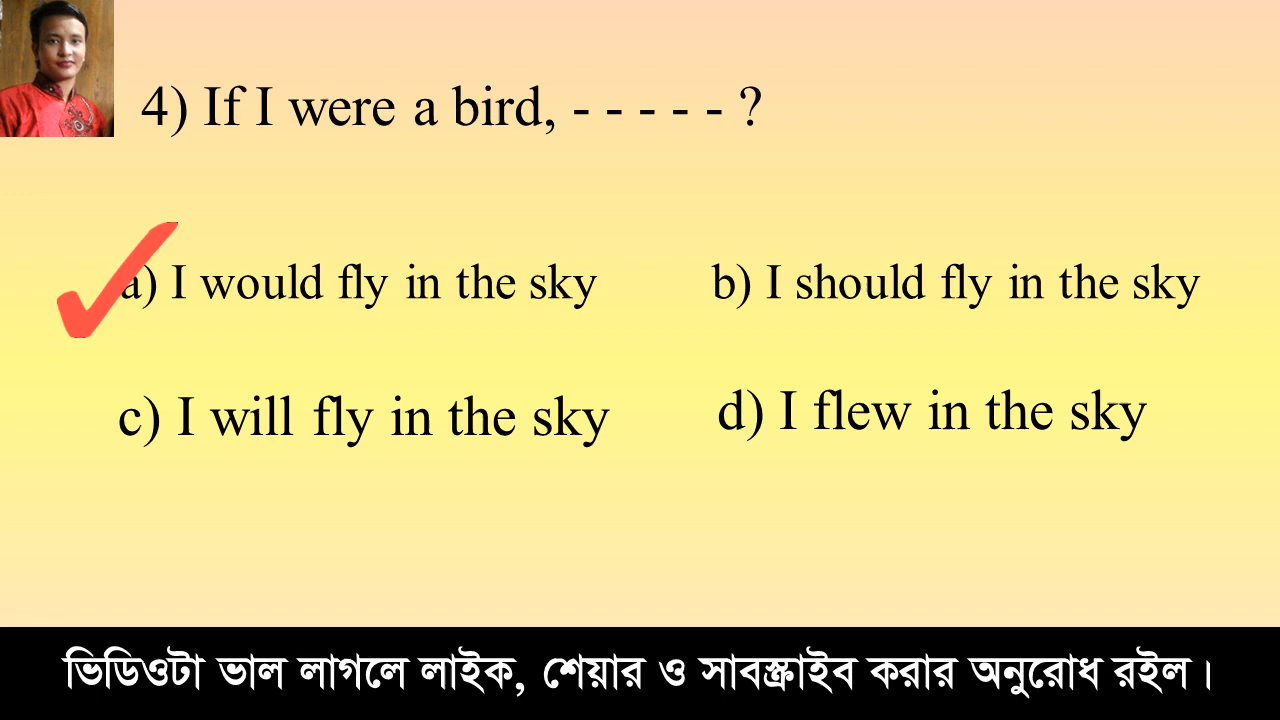 4) If I were a bird, - - - - - ?
a) I would fly in the sky
b) I should fly in the sky
c) I will fly in the sky
d) I flew in the sky
ভিডিওটা ভাল লাগলে লাইক, শেয়ার ও সাবস্ক্রাইব করার অনুরোধ রইল।